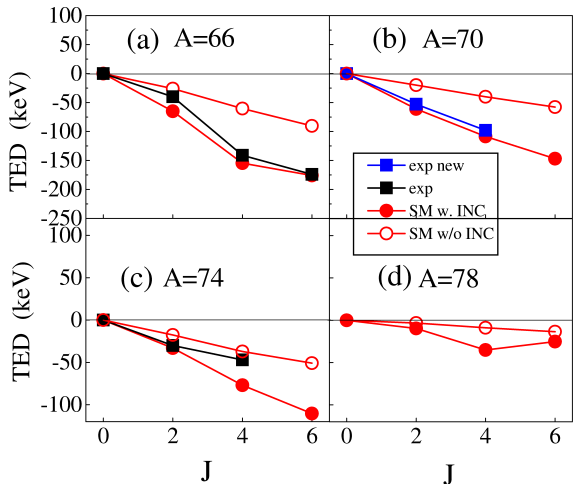 (a) A=66
(b) A=70
TED (keV)
100
50
0
-50
-100
-150
-200
-250
exp new
exp
SM w. INC
SM w/o INC
(c) A=74
(d) A=78
TED (keV)
50
0
-50
-100
0 2 4 6
0 2 4 6
J
J